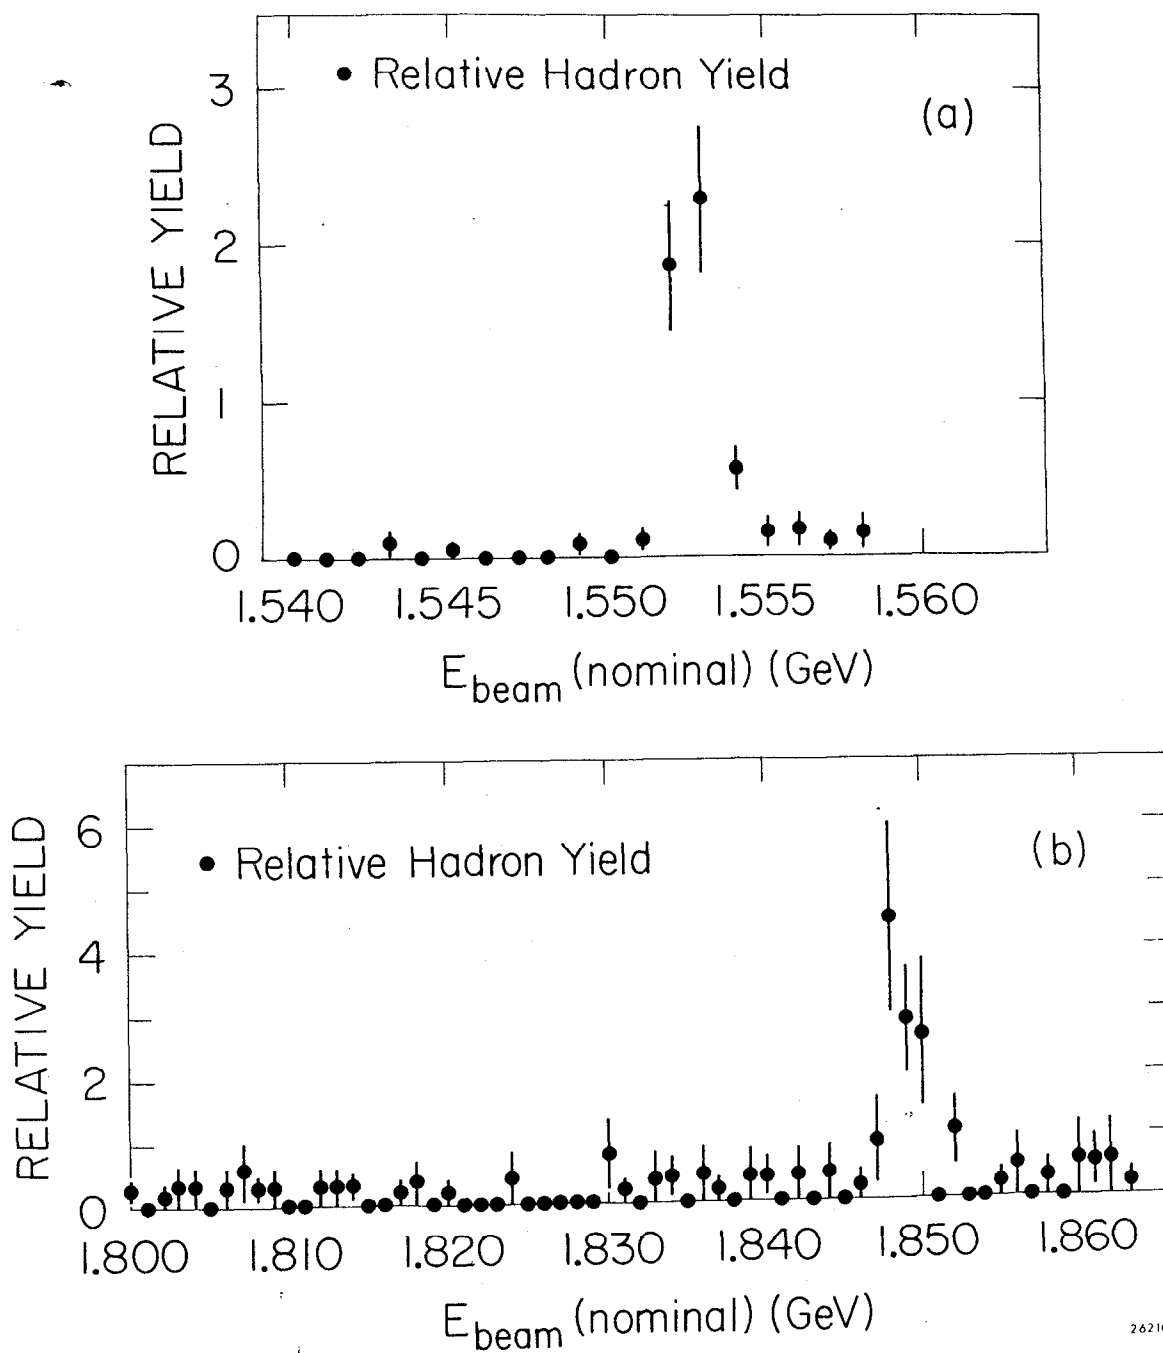 • Relative Hadron Yield
(a)
RELATIVE YIELD
3
2
1
0
1.540 1.545 1.550 1.555 1.560
E_beam (nominal) (GeV)
• Relative Hadron Yield
(b)
RELATIVE YIELD
6
4
2
0
1.800 1.810 1.820 1.830 1.840 1.850 1.860
E_beam (nominal) (GeV)